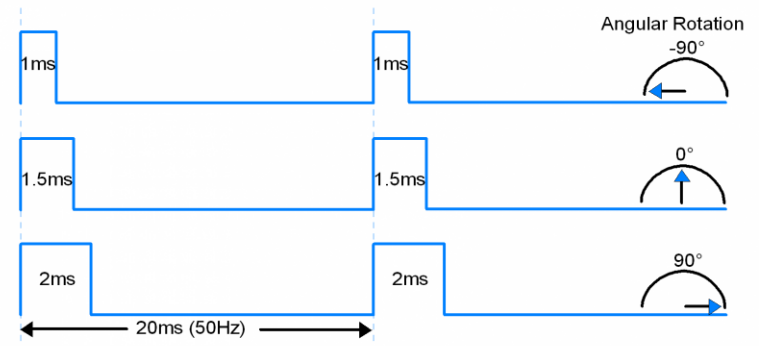 Angular Rotation
-90°
1ms 1ms
0°
1.5ms 1.5ms
90°
2ms 2ms
20ms (50Hz)